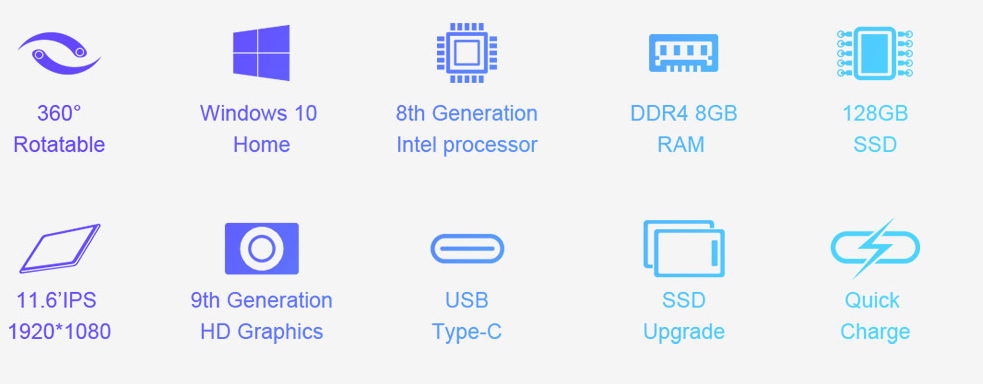 360°
Rotatable
Windows 10
Home
8th Generation
Intel processor
DDR4 8GB
RAM
128GB
SSD
11.6’IPS
1920*1080
9th Generation
HD Graphics
USB
Type-C
SSD
Upgrade
Quick
Charge